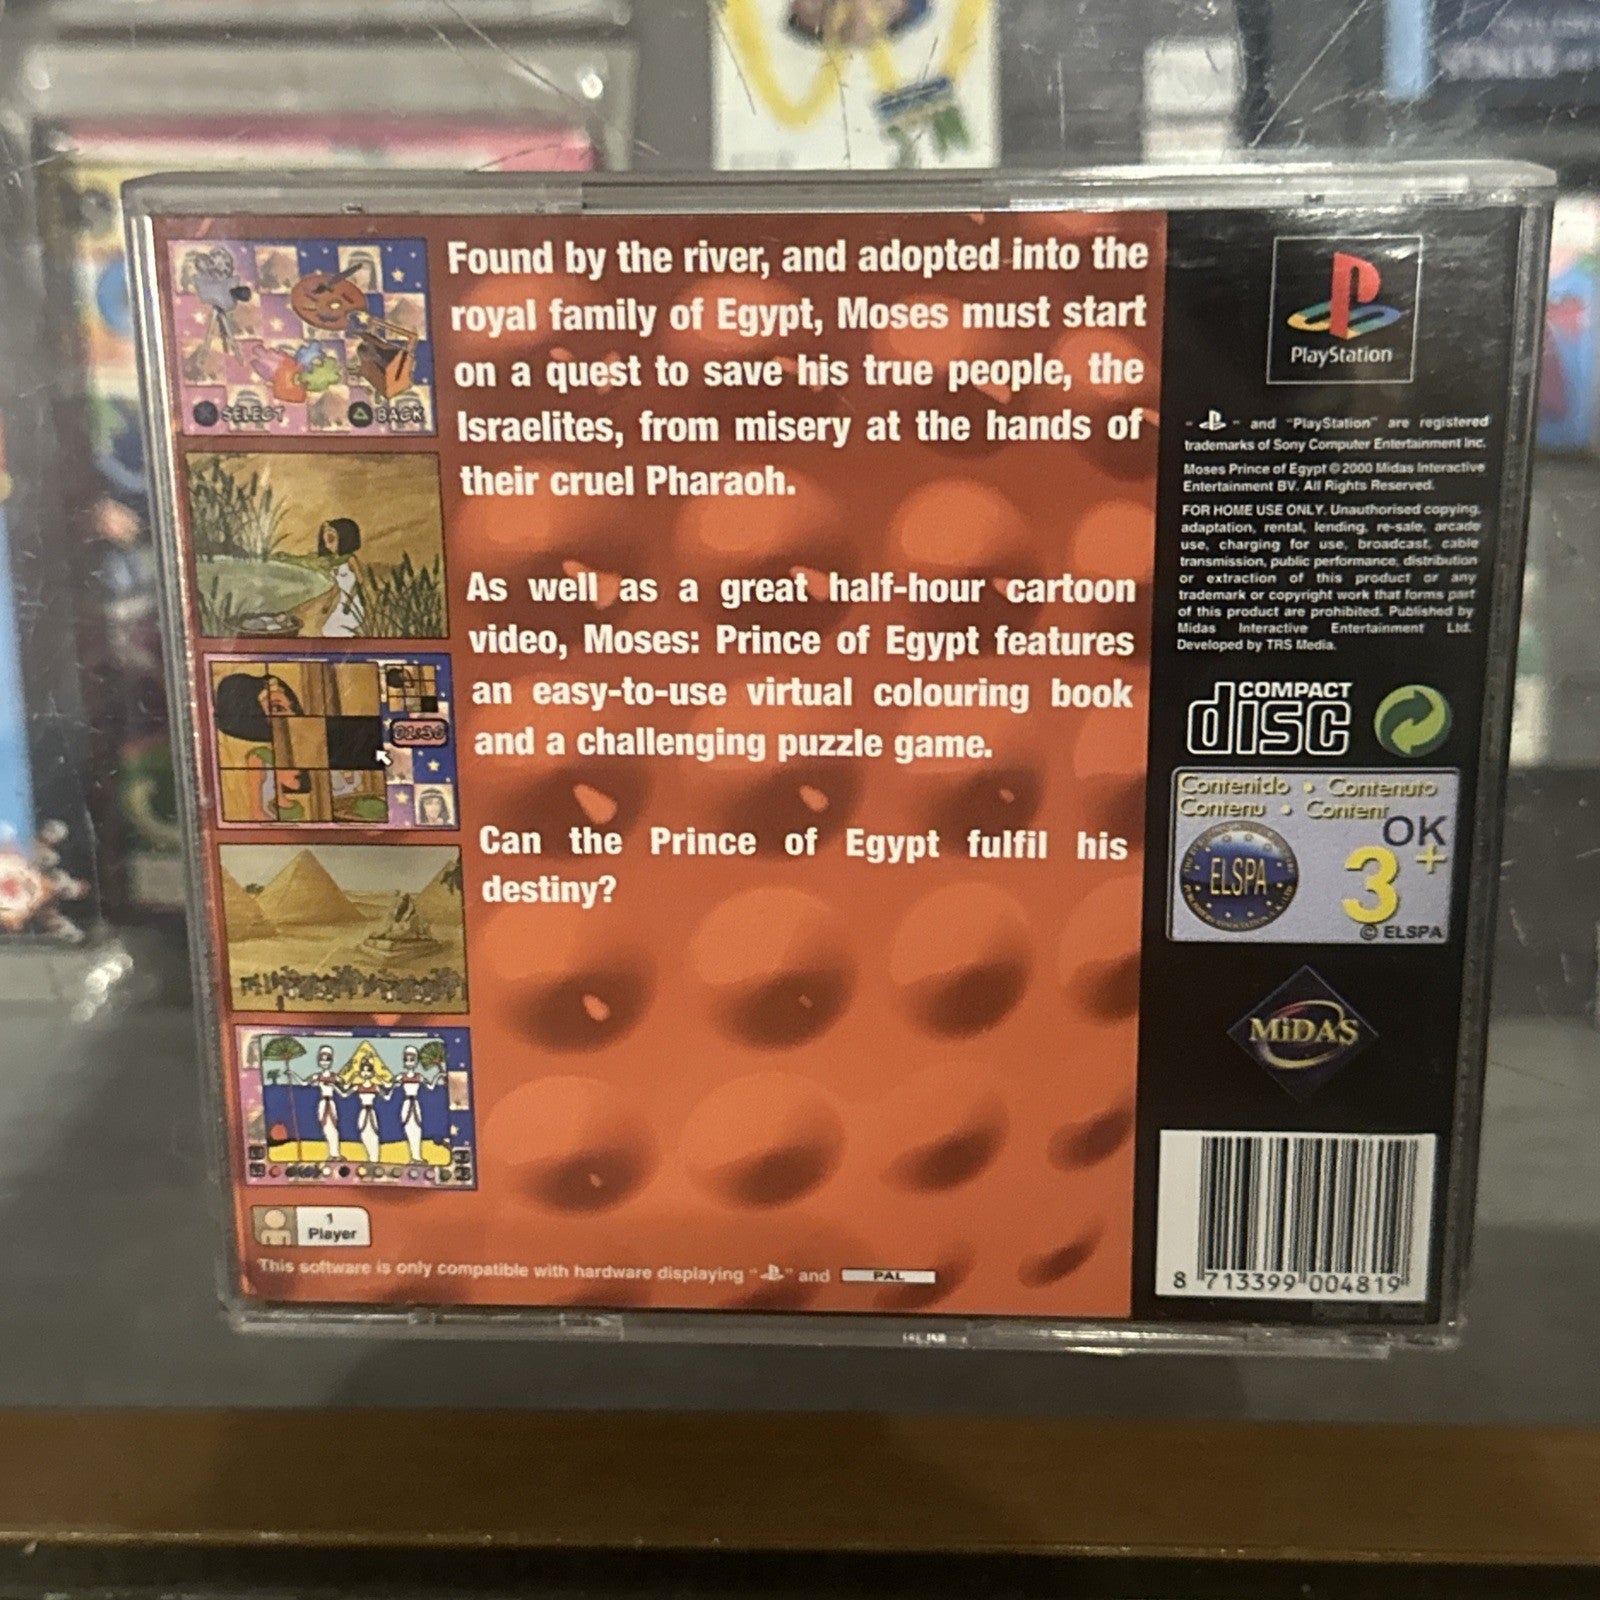 Found by the river, and adopted into the
royal family of Egypt, Moses must start
on a quest to save his true people, the
Israelites, from misery at the hands of
their cruel Pharaoh.
As well as a great half-hour cartoon
video, Moses: Prince of Egypt features
an easy-to-use virtual colouring book
and a challenging puzzle game.
Can the Prince of Egypt fulfil his
destiny?
SELECT BACK
01:30
1
Player
This software is only compatible with hardware displaying " " and PAL
PlayStation
" " and "PlayStation" are registered
trademarks of Sony Computer Entertainment Inc.
Moses Prince of Egypt © 2000 Midas Interactive
Entertainment BV. All Rights Reserved.
FOR HOME USE ONLY. Unauthorised copying,
adaptation, rental, lending, re-sale, arcade
use, charging for use, broadcast, cable
transmission, public performance, distribution
or extraction of this product or any
trademark or copyright work that forms part
of this product are prohibited. Published by
Midas Interactive Entertainment Ltd.
Developed by TRS Media.
COMPACT
disc
Contenido • Contenuto
Contenu • Content
OK
ELSPA
3+
© ELSPA
MiDAS
8 713399 004819